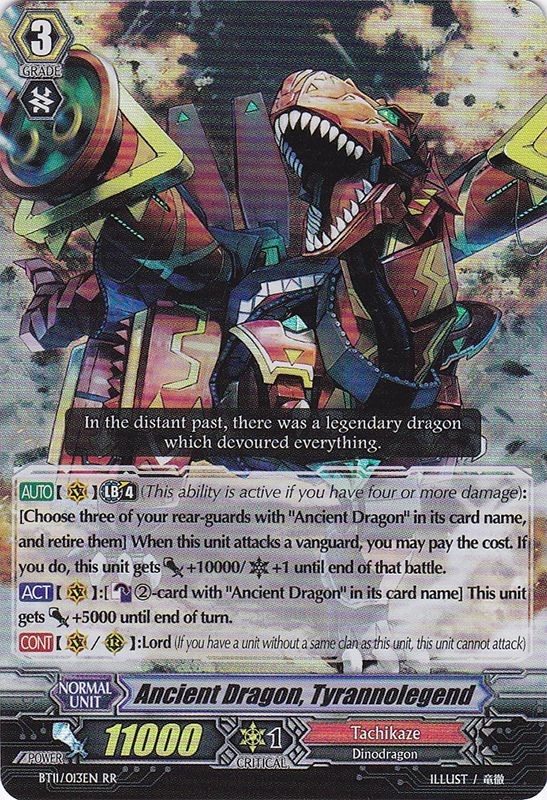 3
GRADE
In the distant past, there was a legendary dragon
which devoured everything.
AUTO【 】LB4 (This ability is active if you have four or more damage):
[Choose three of your rear-guards with "Ancient Dragon" in its card name,
and retire them] When this unit attacks a vanguard, you may pay the cost. If
you do, this unit gets +10000/ +1 until end of that battle.
ACT【 】:[ ②-card with "Ancient Dragon" in its card name] This unit
gets +5000 until end of turn.
CONT【 / 】:Lord (If you have a unit without a same clan as this unit, this unit cannot attack)
NORMAL
UNIT
Ancient Dragon, Tyrannolegend
POWER
11000
1
CRITICAL
Tachikaze
Dinodragon
BT11/013EN RR
ILLUST / 竜徹